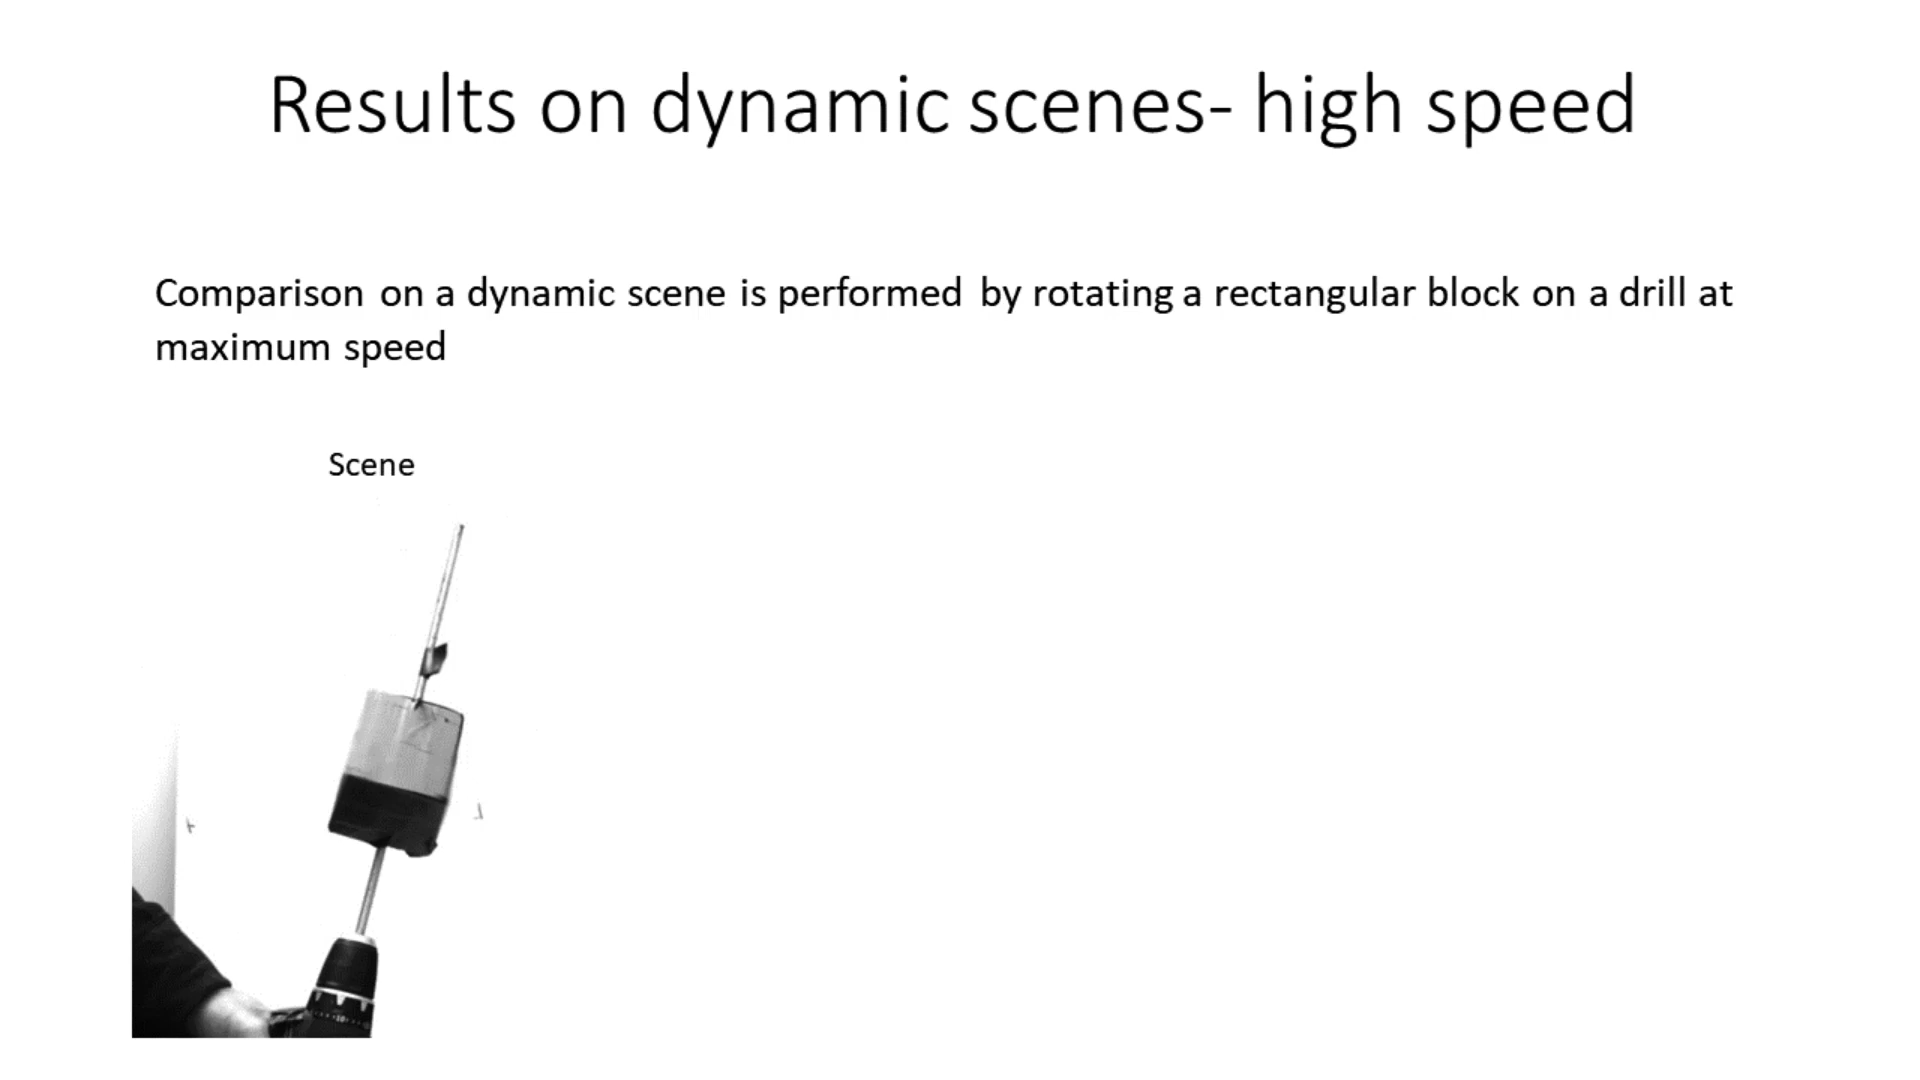 Results on dynamic scenes- high speed
Comparison on a dynamic scene is performed by rotating a rectangular block on a drill at
maximum speed
Scene